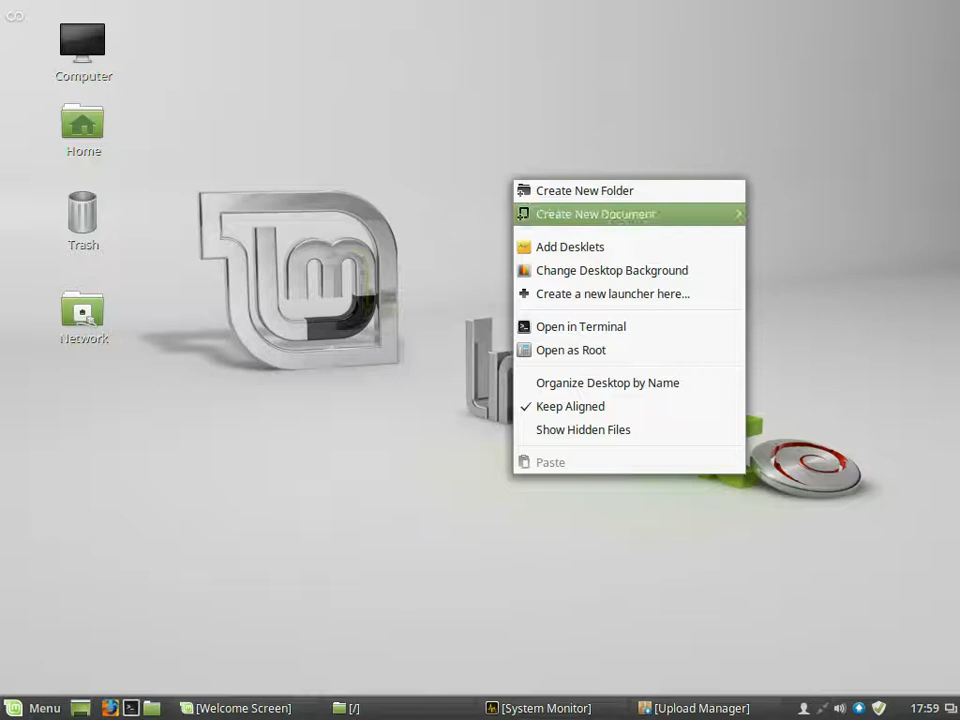 Computer
Home
Trash
Network
Create New Folder
Create New Document
Add Desklets
Change Desktop Background
Create a new launcher here...
Open in Terminal
Open as Root
Organize Desktop by Name
Keep Aligned
Show Hidden Files
Paste
Menu
[Welcome Screen]
[/]
[System Monitor]
[Upload Manager]
17:59